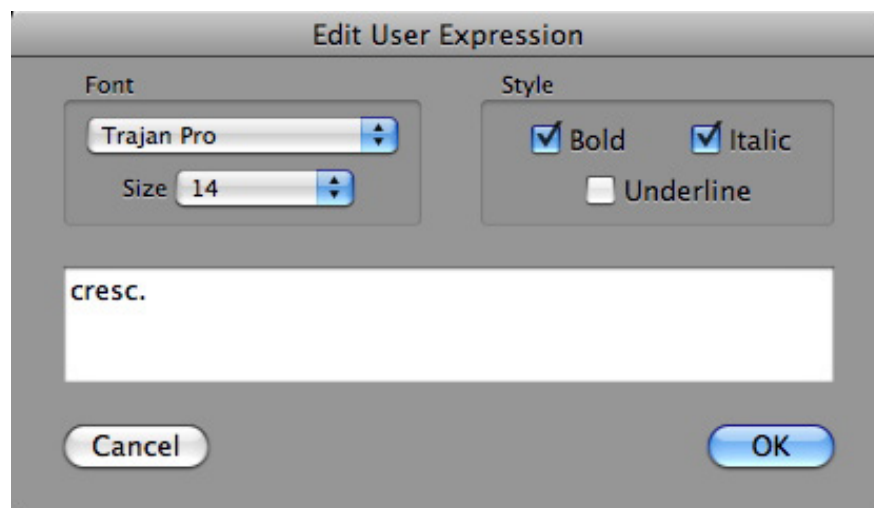 Edit User Expression
Font
Style
Trajan Pro
Bold
Italic
Size 14
Underline
cresc.
Cancel
OK